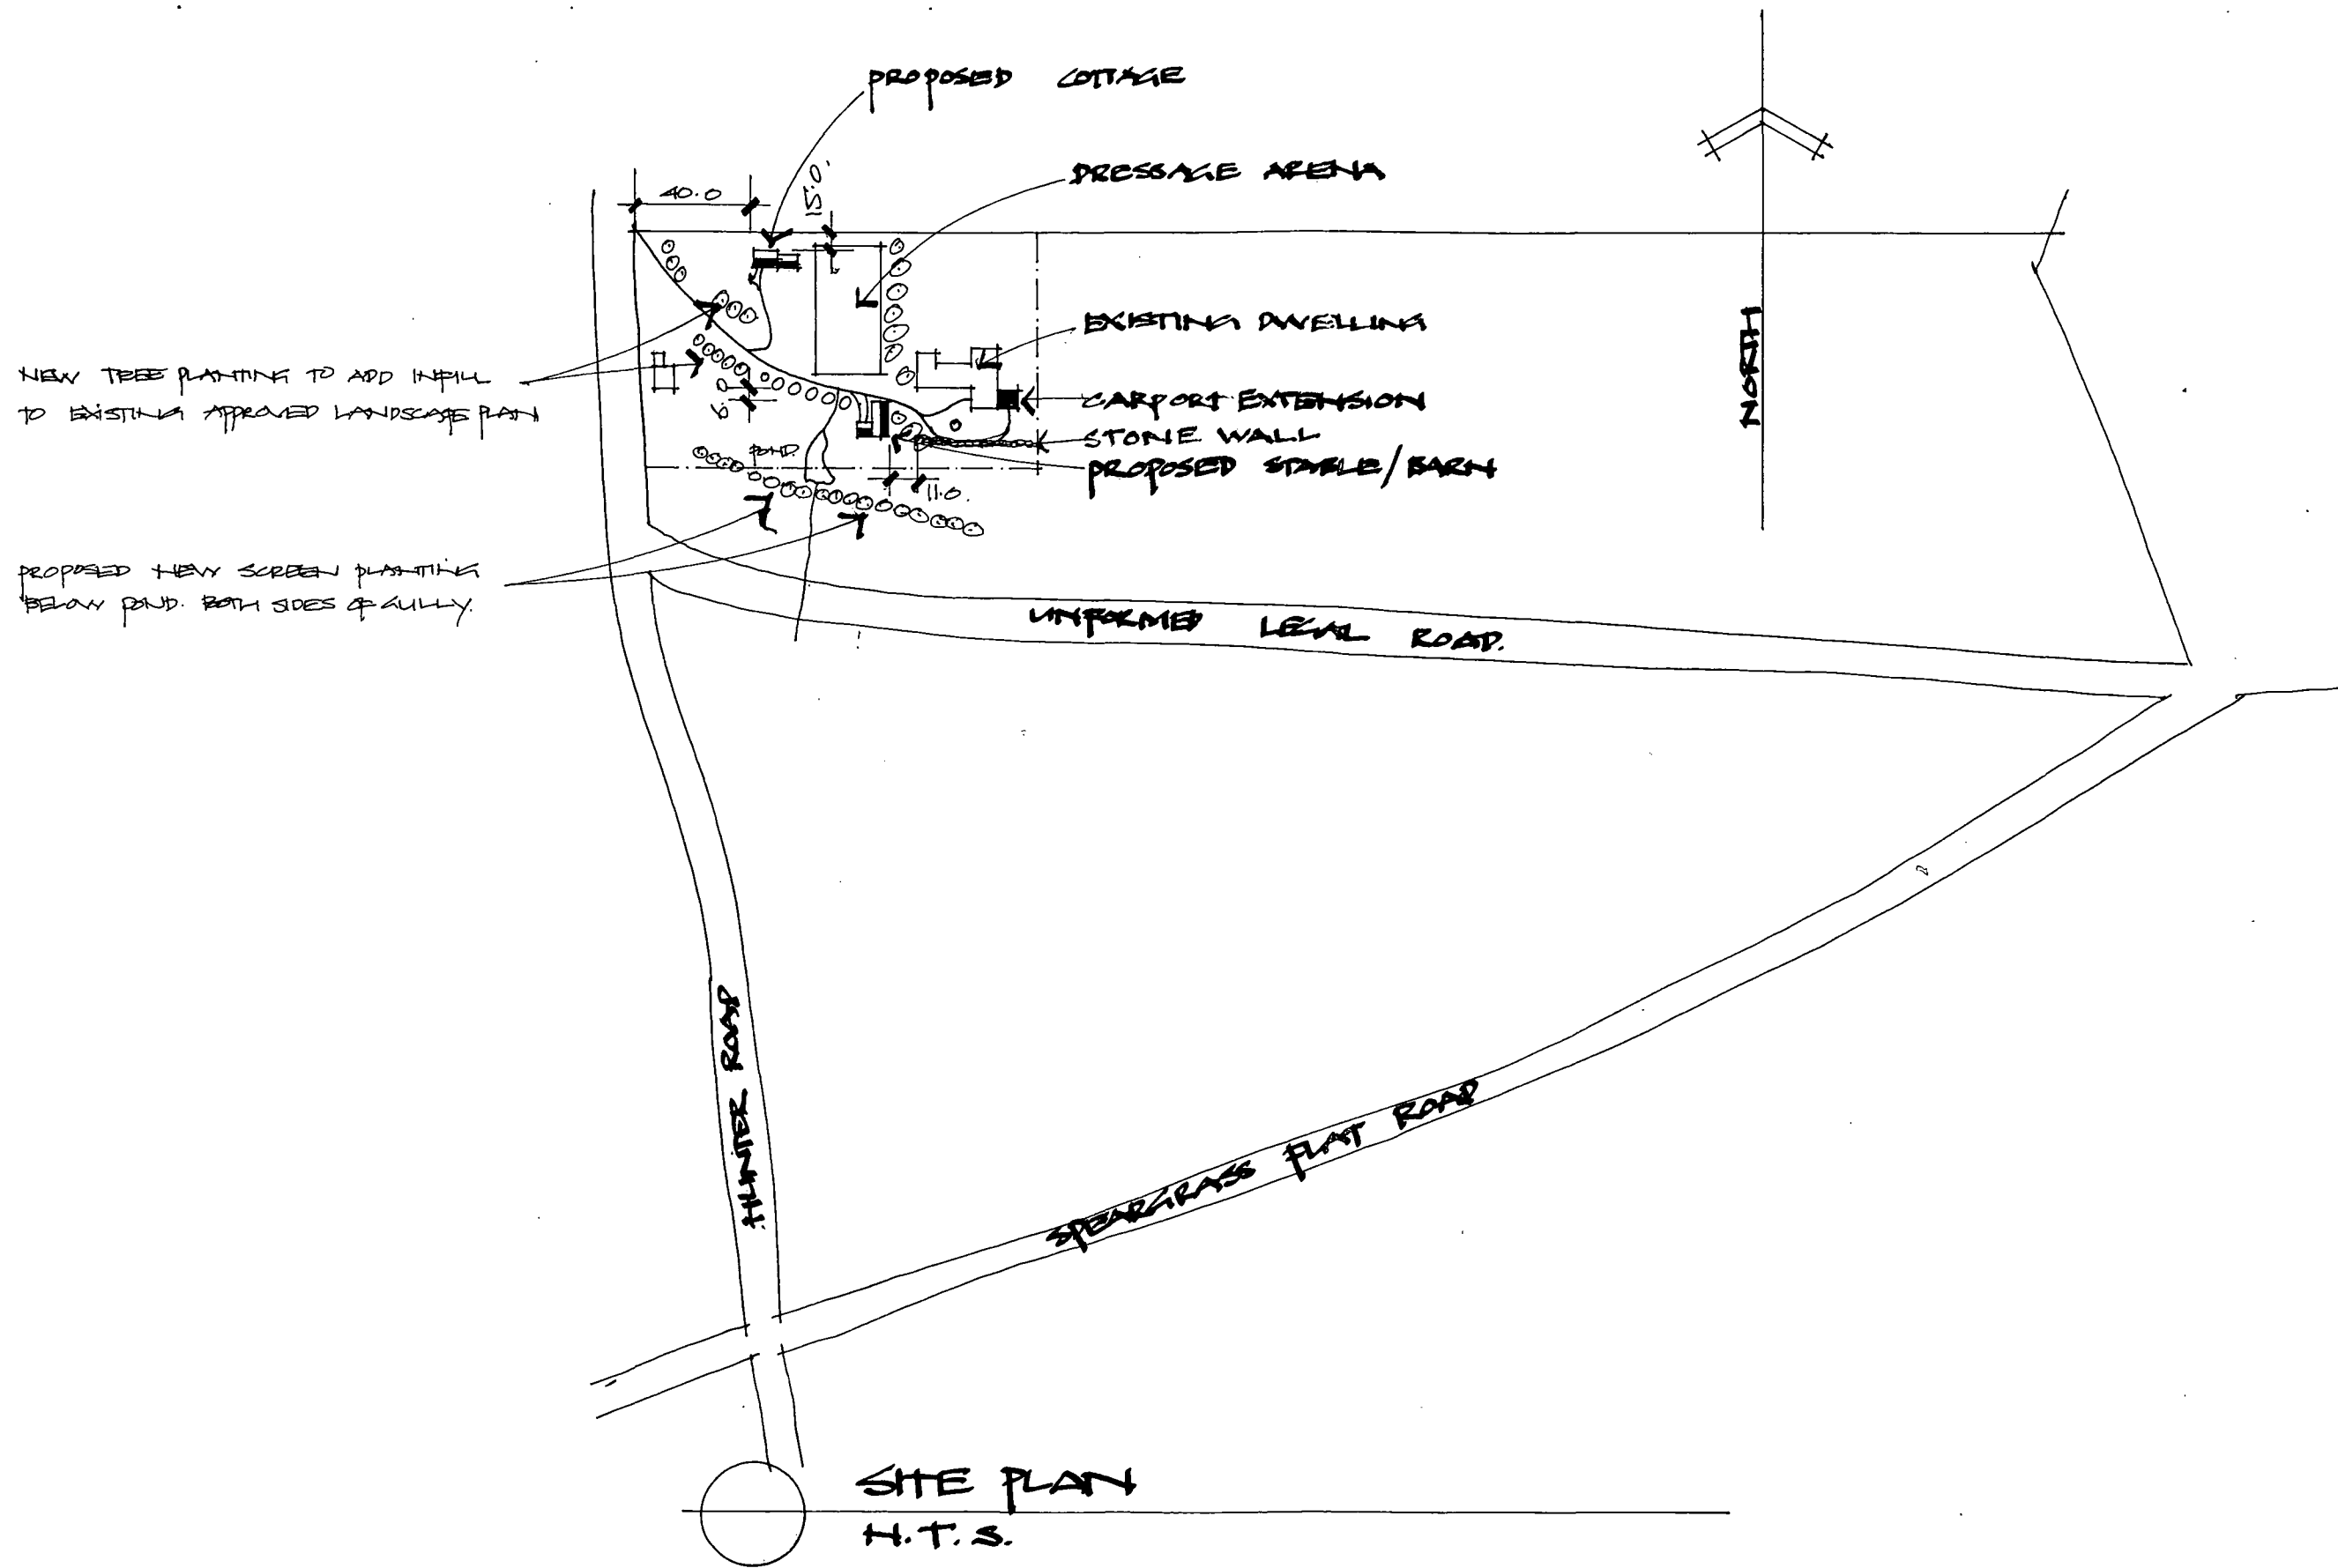 PROPOSED COTTAGE
DRESSAGE ARENA
40.0
15.0
EXISTING DWELLING
NEW TREE PLANTING TO ADD INFILL
TO EXISTING APPROVED LANDSCAPE PLAN
CARPORT EXTENSION
STONE WALL
PROPOSED STABLE/BARN
6.0
POND.
11.0.
NORTH
PROPOSED NEW SCREEN PLANTING
BELOW POND. BOTH SIDES OF GULLY.
UNFORMED LEGAL ROAD.
HUNTER ROAD
SPEARGRASS FLAT ROAD
SITE PLAN
N.T.S.